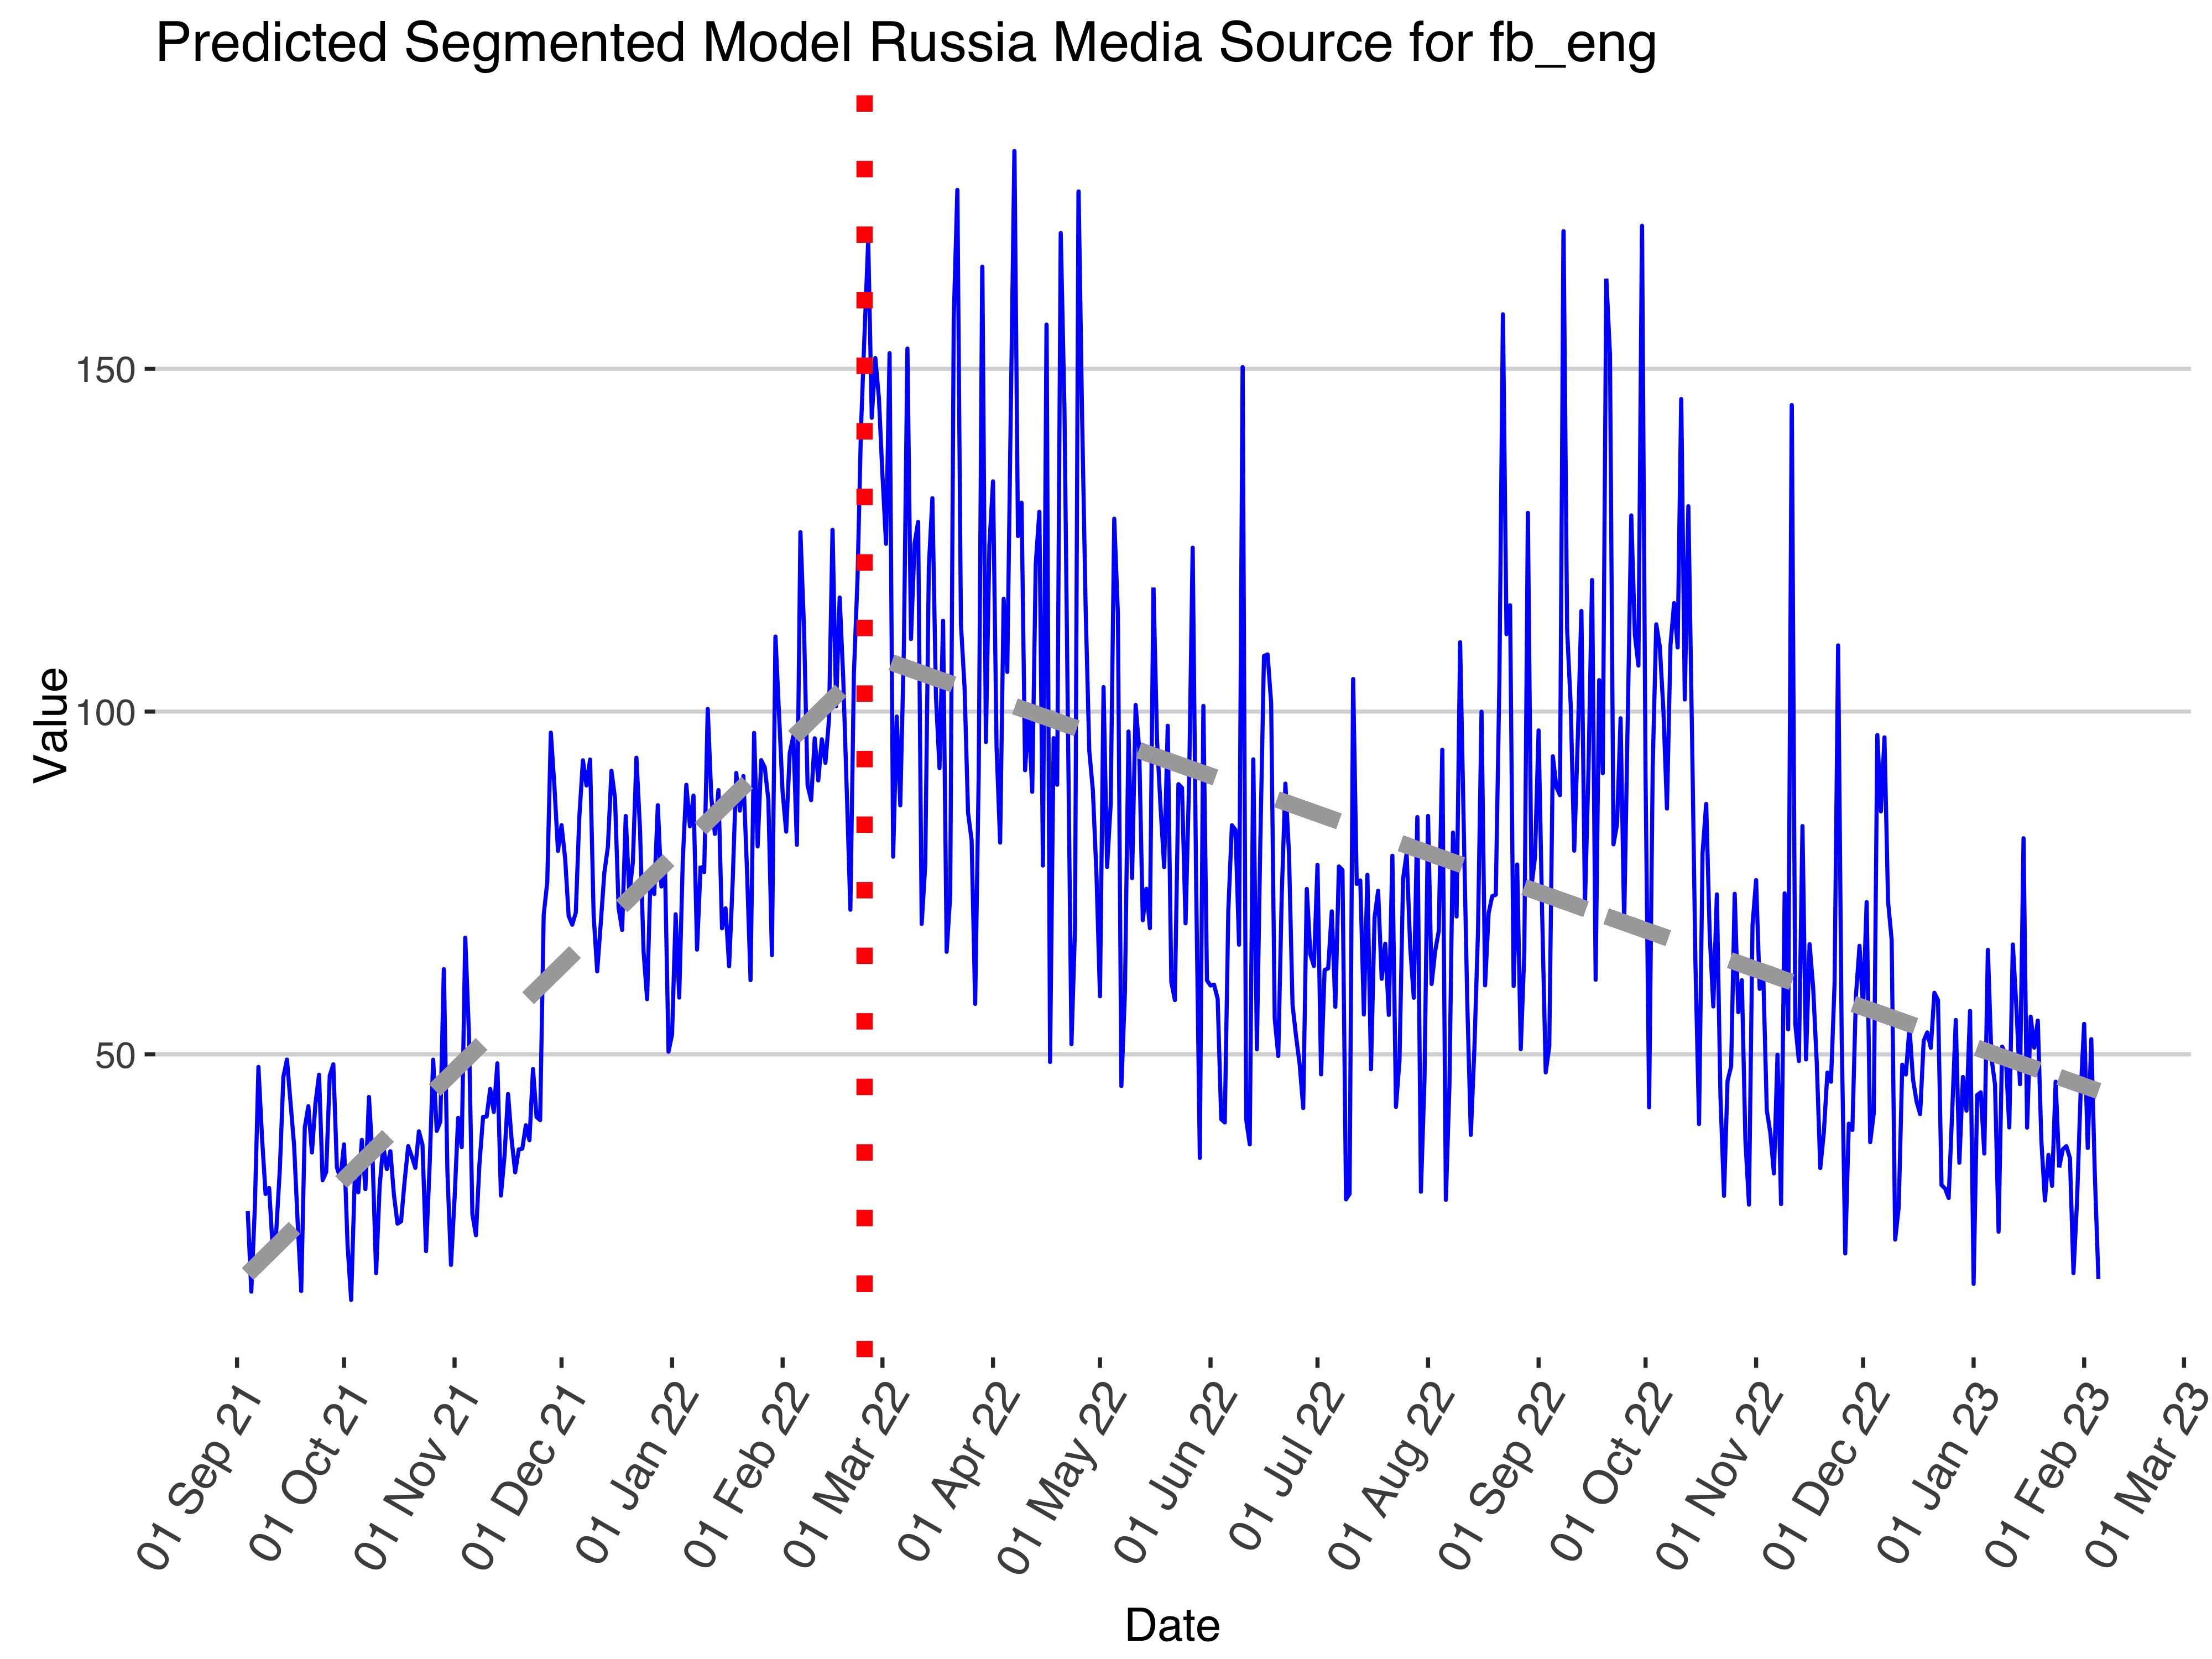 Predicted Segmented Model Russia Media Source for fb_eng
Value
150
100
50
01 Sep 21
01 Oct 21
01 Nov 21
01 Dec 21
01 Jan 22
01 Feb 22
01 Mar 22
01 Apr 22
01 May 22
01 Jun 22
01 Jul 22
01 Aug 22
01 Sep 22
01 Oct 22
01 Nov 22
01 Dec 22
01 Jan 23
01 Feb 23
01 Mar 23
Date